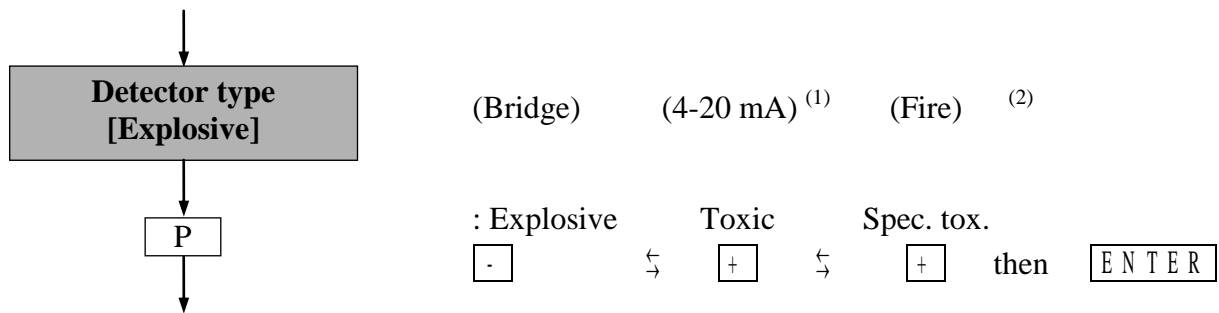 Detector type
[Explosive]
(Bridge) (4-20 mA) (1) (Fire) (2)
P
: Explosive Toxic Spec. tox.
- ⇆ + ⇆ + then ENTER